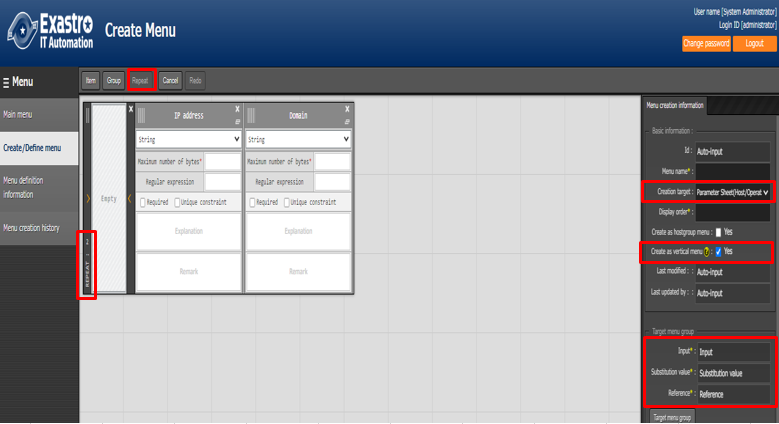 Exastro
IT Automation
Create Menu
User name [System Administrator]
Login ID [administrator]
Change password
Logout
Menu
Main menu
Create/Define menu
Menu definition
information
Menu creation history
Item
Group
Repeat
Cancel
Redo
REPEAT : 2
Empty
IP address
String
Maximum number of bytes*
Regular expression
Required Unique constraint
Explanation
Remark
Domain
String
Maximum number of bytes*
Regular expression
Required Unique constraint
Explanation
Remark
Menu creation information
Basic information :
Id : Auto-input
Menu name* :
Creation target : Parameter Sheet(Host/Operat
Display order* :
Create as hostgroup menu : Yes
Create as vertical menu ? : Yes
Last modified : : Auto-input
Last updated by : : Auto-input
Target menu group
Input* : Input
Substitution value* : Substitution value
Reference* : Reference
Target menu group